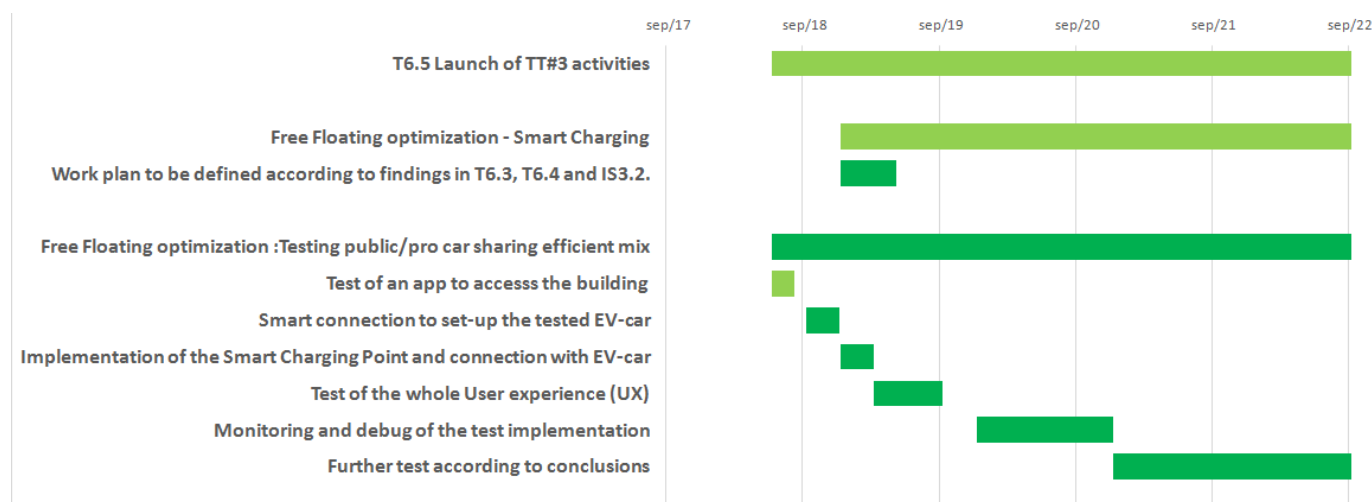 sep/17 sep/18 sep/19 sep/20 sep/21 sep/22
T6.5 Launch of TT#3 activities
Free Floating optimization - Smart Charging
Work plan to be defined according to findings in T6.3, T6.4 and IS3.2.
Free Floating optimization :Testing public/pro car sharing efficient mix
Test of an app to accesss the building
Smart connection to set-up the tested EV-car
Implementation of the Smart Charging Point and connection with EV-car
Test of the whole User experience (UX)
Monitoring and debug of the test implementation
Further test according to conclusions